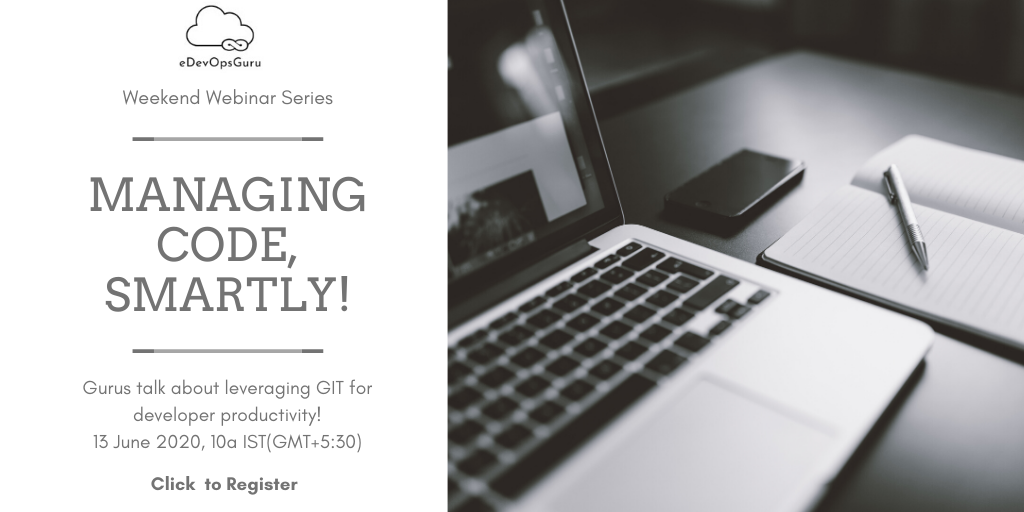 eDevOpsGuru
Weekend Webinar Series
MANAGING
CODE,
SMARTLY!
Gurus talk about leveraging GIT for
developer productivity!
13 June 2020, 10a IST(GMT+5:30)
Click to Register